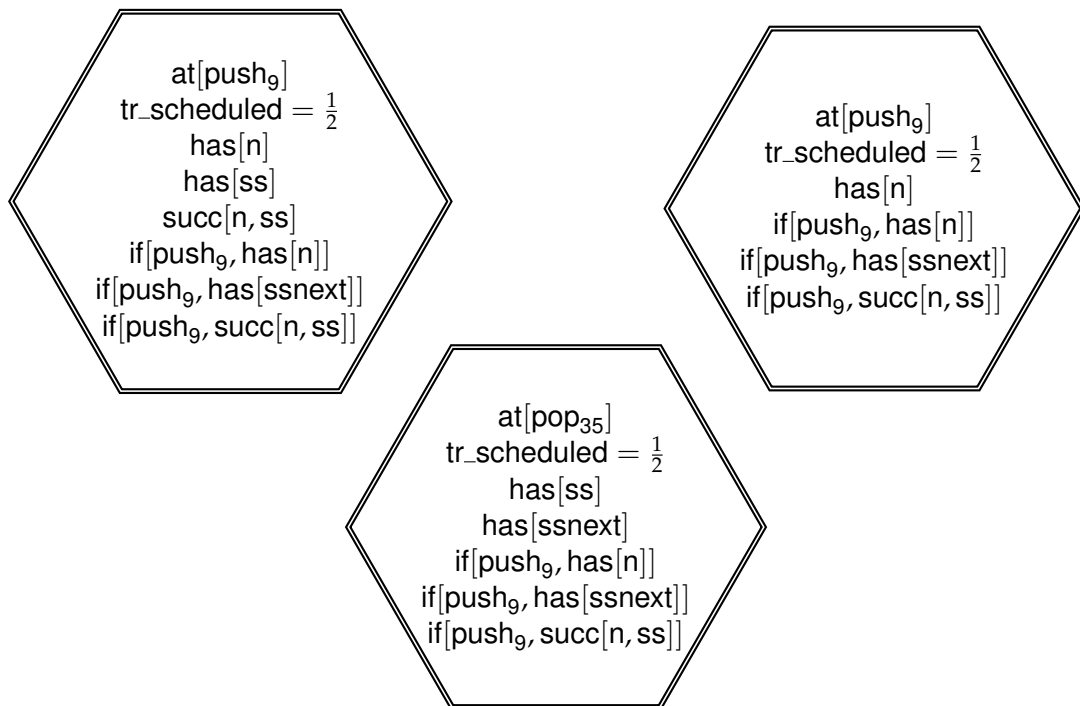 at[push₉]
tr_scheduled = ½
has[n]
has[ss]
succ[n, ss]
if[push₉, has[n]]
if[push₉, has[ssnext]]
if[push₉, succ[n, ss]]
at[push₉]
tr_scheduled = ½
has[n]
if[push₉, has[n]]
if[push₉, has[ssnext]]
if[push₉, succ[n, ss]]
at[pop₃₅]
tr_scheduled = ½
has[ss]
has[ssnext]
if[push₉, has[n]]
if[push₉, has[ssnext]]
if[push₉, succ[n, ss]]